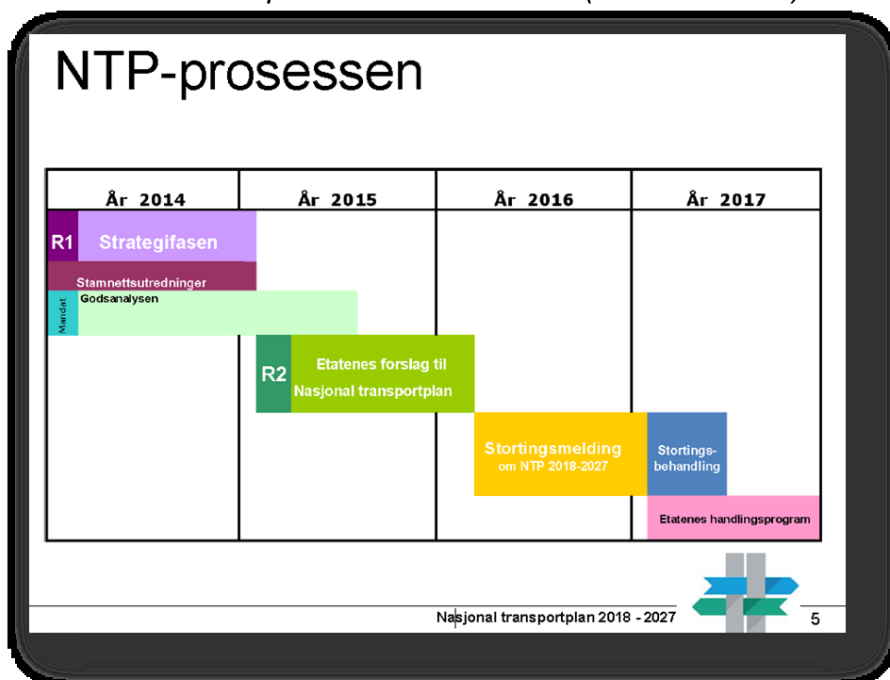 NTP-prosessen
År 2014
År 2015
År 2016
År 2017
R1
Strategifasen
Stamnettsutredninger
Mandat
Godsanalysen
R2
Etatenes forslag til
Nasjonal transportplan
Stortingsmelding
om NTP 2018-2027
Stortings-
behandling
Etatenes handlingsprogram
Nasjonal transportplan 2018 - 2027
5